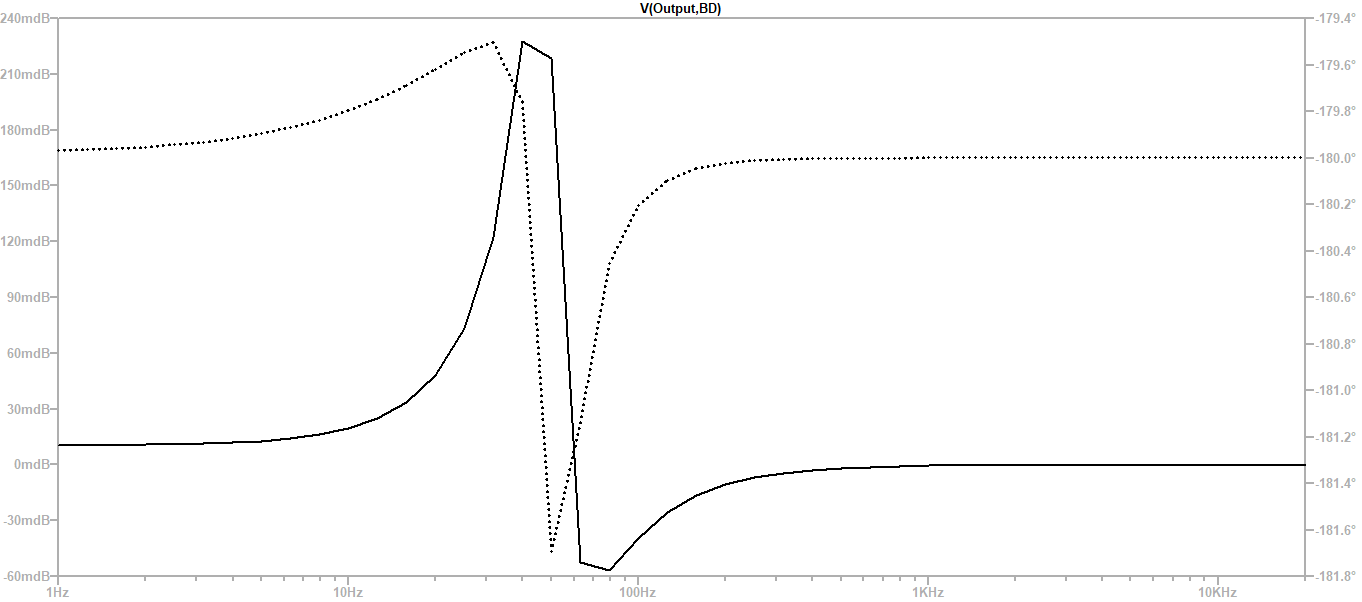 V(Output,BD)
240mdB
210mdB
180mdB
150mdB
120mdB
90mdB
60mdB
30mdB
0mdB
-30mdB
-60mdB
-179.4°
-179.6°
-179.8°
-180.0°
-180.2°
-180.4°
-180.6°
-180.8°
-181.0°
-181.2°
-181.4°
-181.6°
-181.8°
1Hz 10Hz 100Hz 1KHz 10KHz